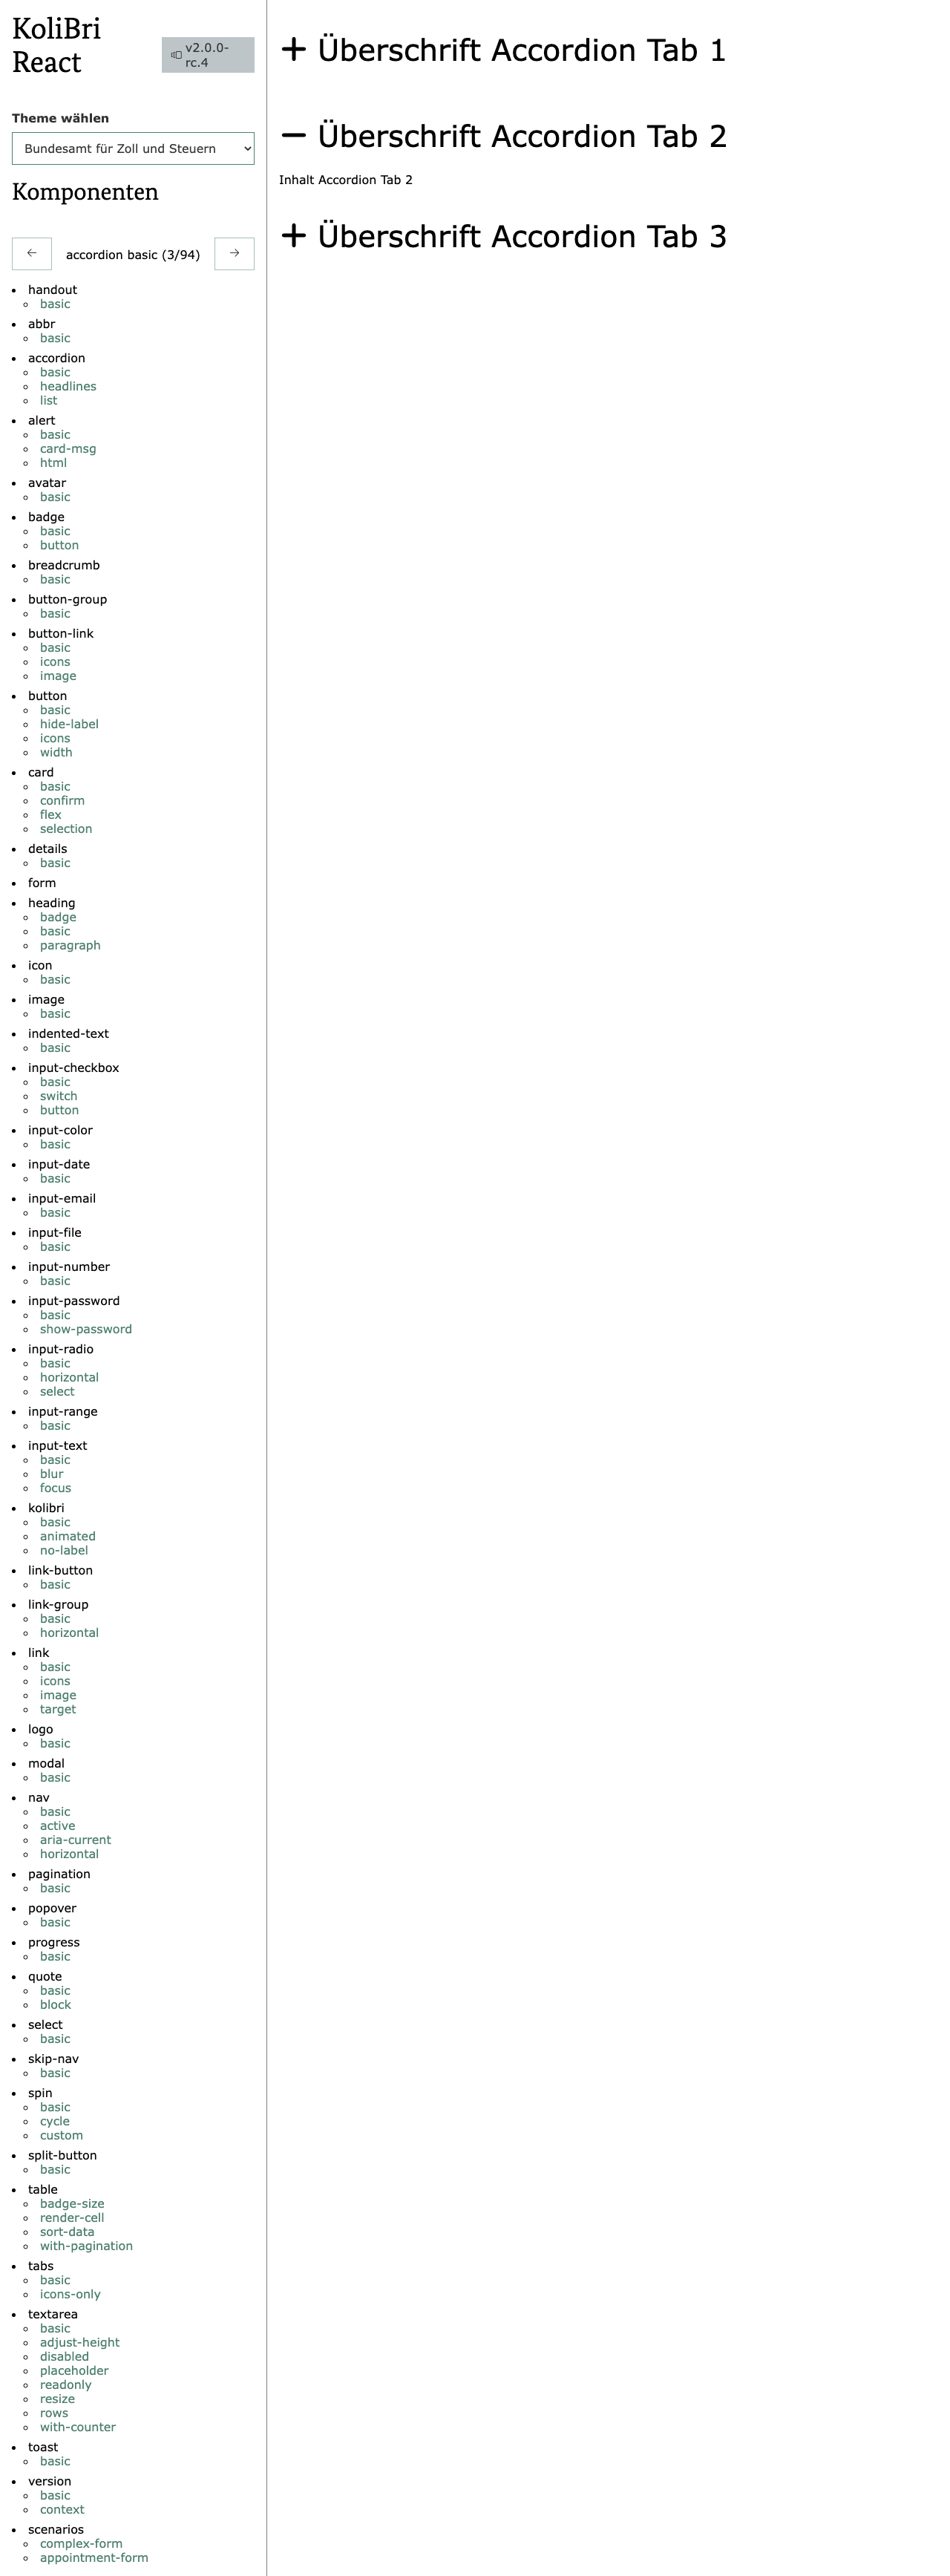 KoliBri
React
v2.0.0-
rc.4
Theme wählen
Bundesamt für Zoll und Steuern
Komponenten
← accordion basic (3/94) →
handout
basic
abbr
basic
accordion
basic
headlines
list
alert
basic
card-msg
html
avatar
basic
badge
basic
button
breadcrumb
basic
button-group
basic
button-link
basic
icons
image
button
basic
hide-label
icons
width
card
basic
confirm
flex
selection
details
basic
form
heading
badge
basic
paragraph
icon
basic
image
basic
indented-text
basic
input-checkbox
basic
switch
button
input-color
basic
input-date
basic
input-email
basic
input-file
basic
input-number
basic
input-password
basic
show-password
input-radio
basic
horizontal
select
input-range
basic
input-text
basic
blur
focus
kolibri
basic
animated
no-label
link-button
basic
link-group
basic
horizontal
link
basic
icons
image
target
logo
basic
modal
basic
nav
basic
active
aria-current
horizontal
pagination
basic
popover
basic
progress
basic
quote
basic
block
select
basic
skip-nav
basic
spin
basic
cycle
custom
split-button
basic
table
badge-size
render-cell
sort-data
with-pagination
tabs
basic
icons-only
textarea
basic
adjust-height
disabled
placeholder
readonly
resize
rows
with-counter
toast
basic
version
basic
context
scenarios
complex-form
appointment-form
Überschrift Accordion Tab 1
Überschrift Accordion Tab 2
Inhalt Accordion Tab 2
Überschrift Accordion Tab 3